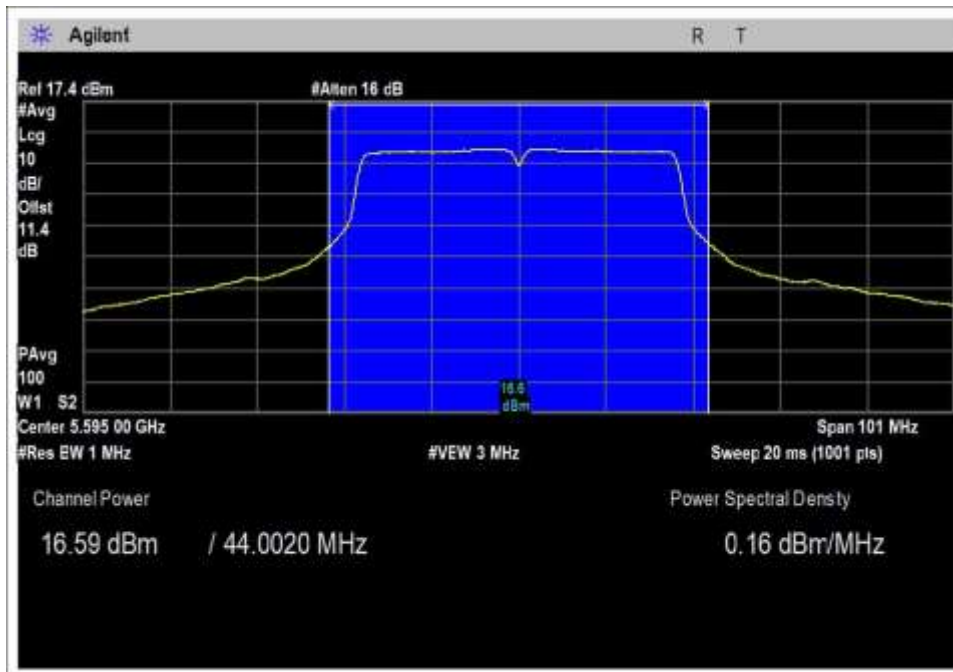 Agilent
R T
Ref 17.4 dBm #Atten 16 dB
#Avg
Log
10
dB/
Offst
11.4
dB
PAvg
100
W1 S2
16.6
dBm
Center 5.595 00 GHz Span 101 MHz
#Res BW 1 MHz #VBW 3 MHz Sweep 20 ms (1001 pts)
Channel Power Power Spectral Density
16.59 dBm / 44.0020 MHz 0.16 dBm/MHz